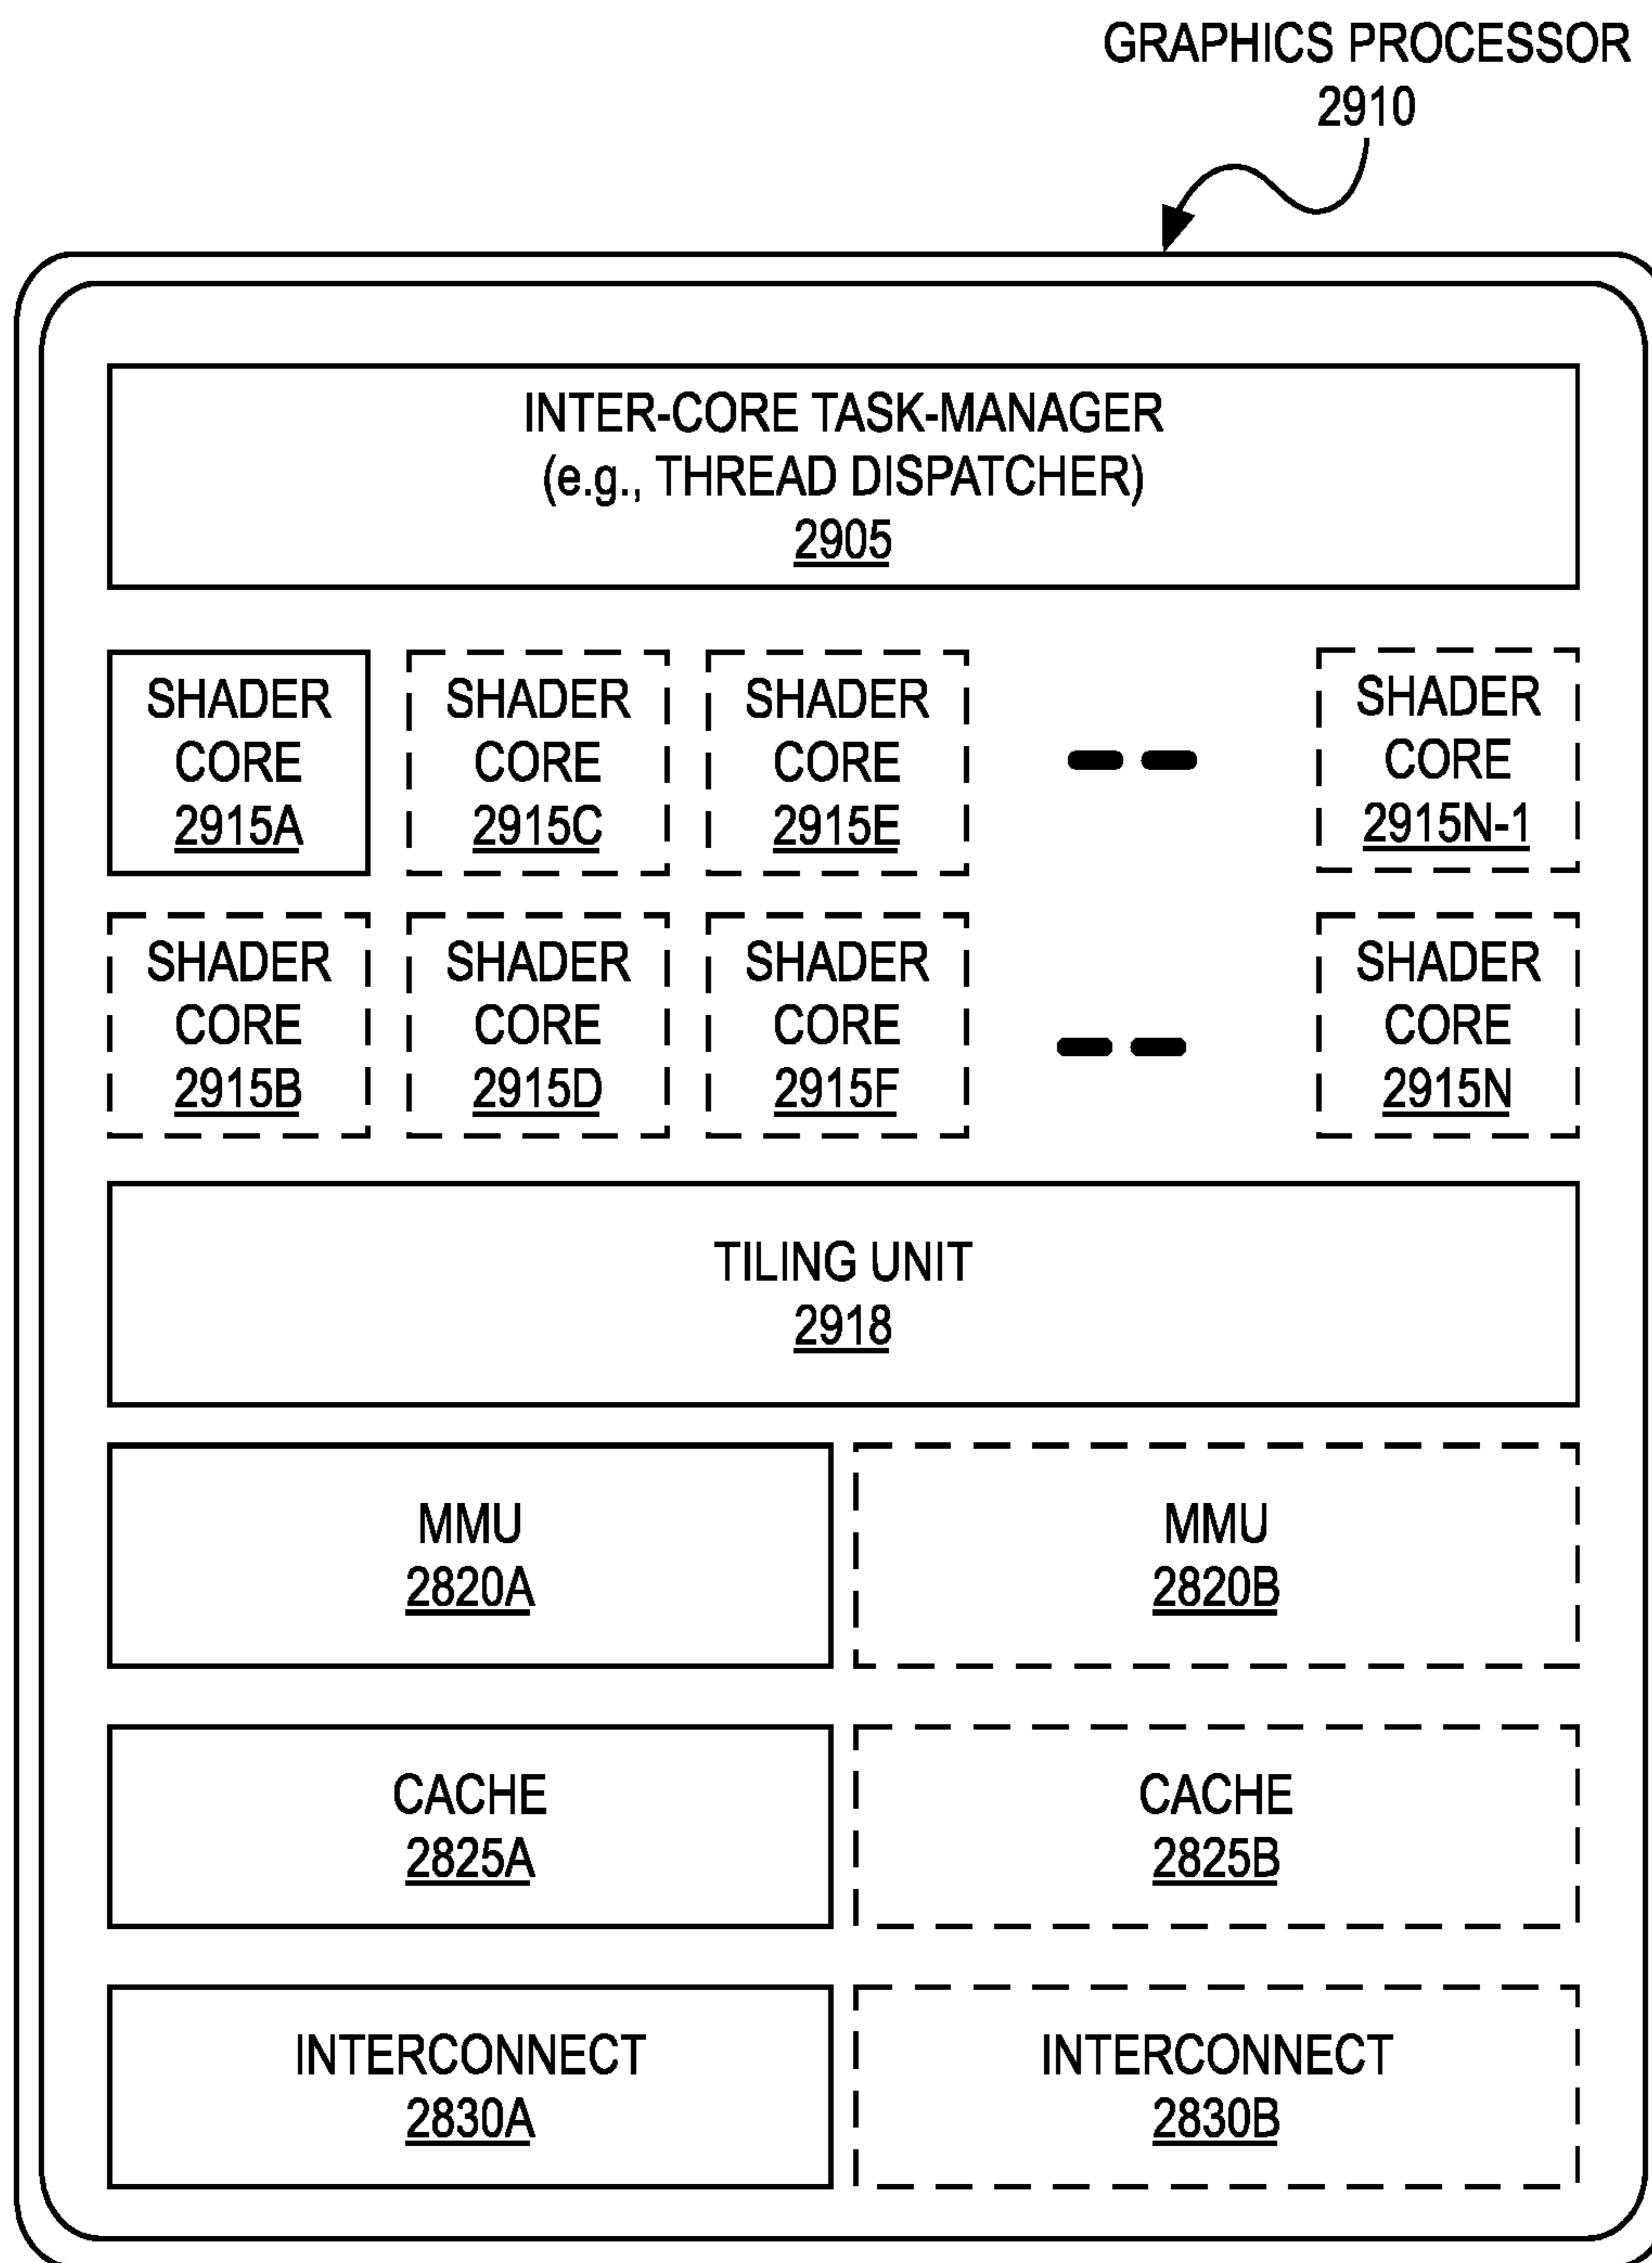 GRAPHICS PROCESSOR
2910
INTER-CORE TASK-MANAGER
(e.g., THREAD DISPATCHER)
2905
SHADER
CORE
2915A
SHADER
CORE
2915C
SHADER
CORE
2915E
SHADER
CORE
2915N-1
SHADER
CORE
2915B
SHADER
CORE
2915D
SHADER
CORE
2915F
SHADER
CORE
2915N
TILING UNIT
2918
MMU
2820A
MMU
2820B
CACHE
2825A
CACHE
2825B
INTERCONNECT
2830A
INTERCONNECT
2830B